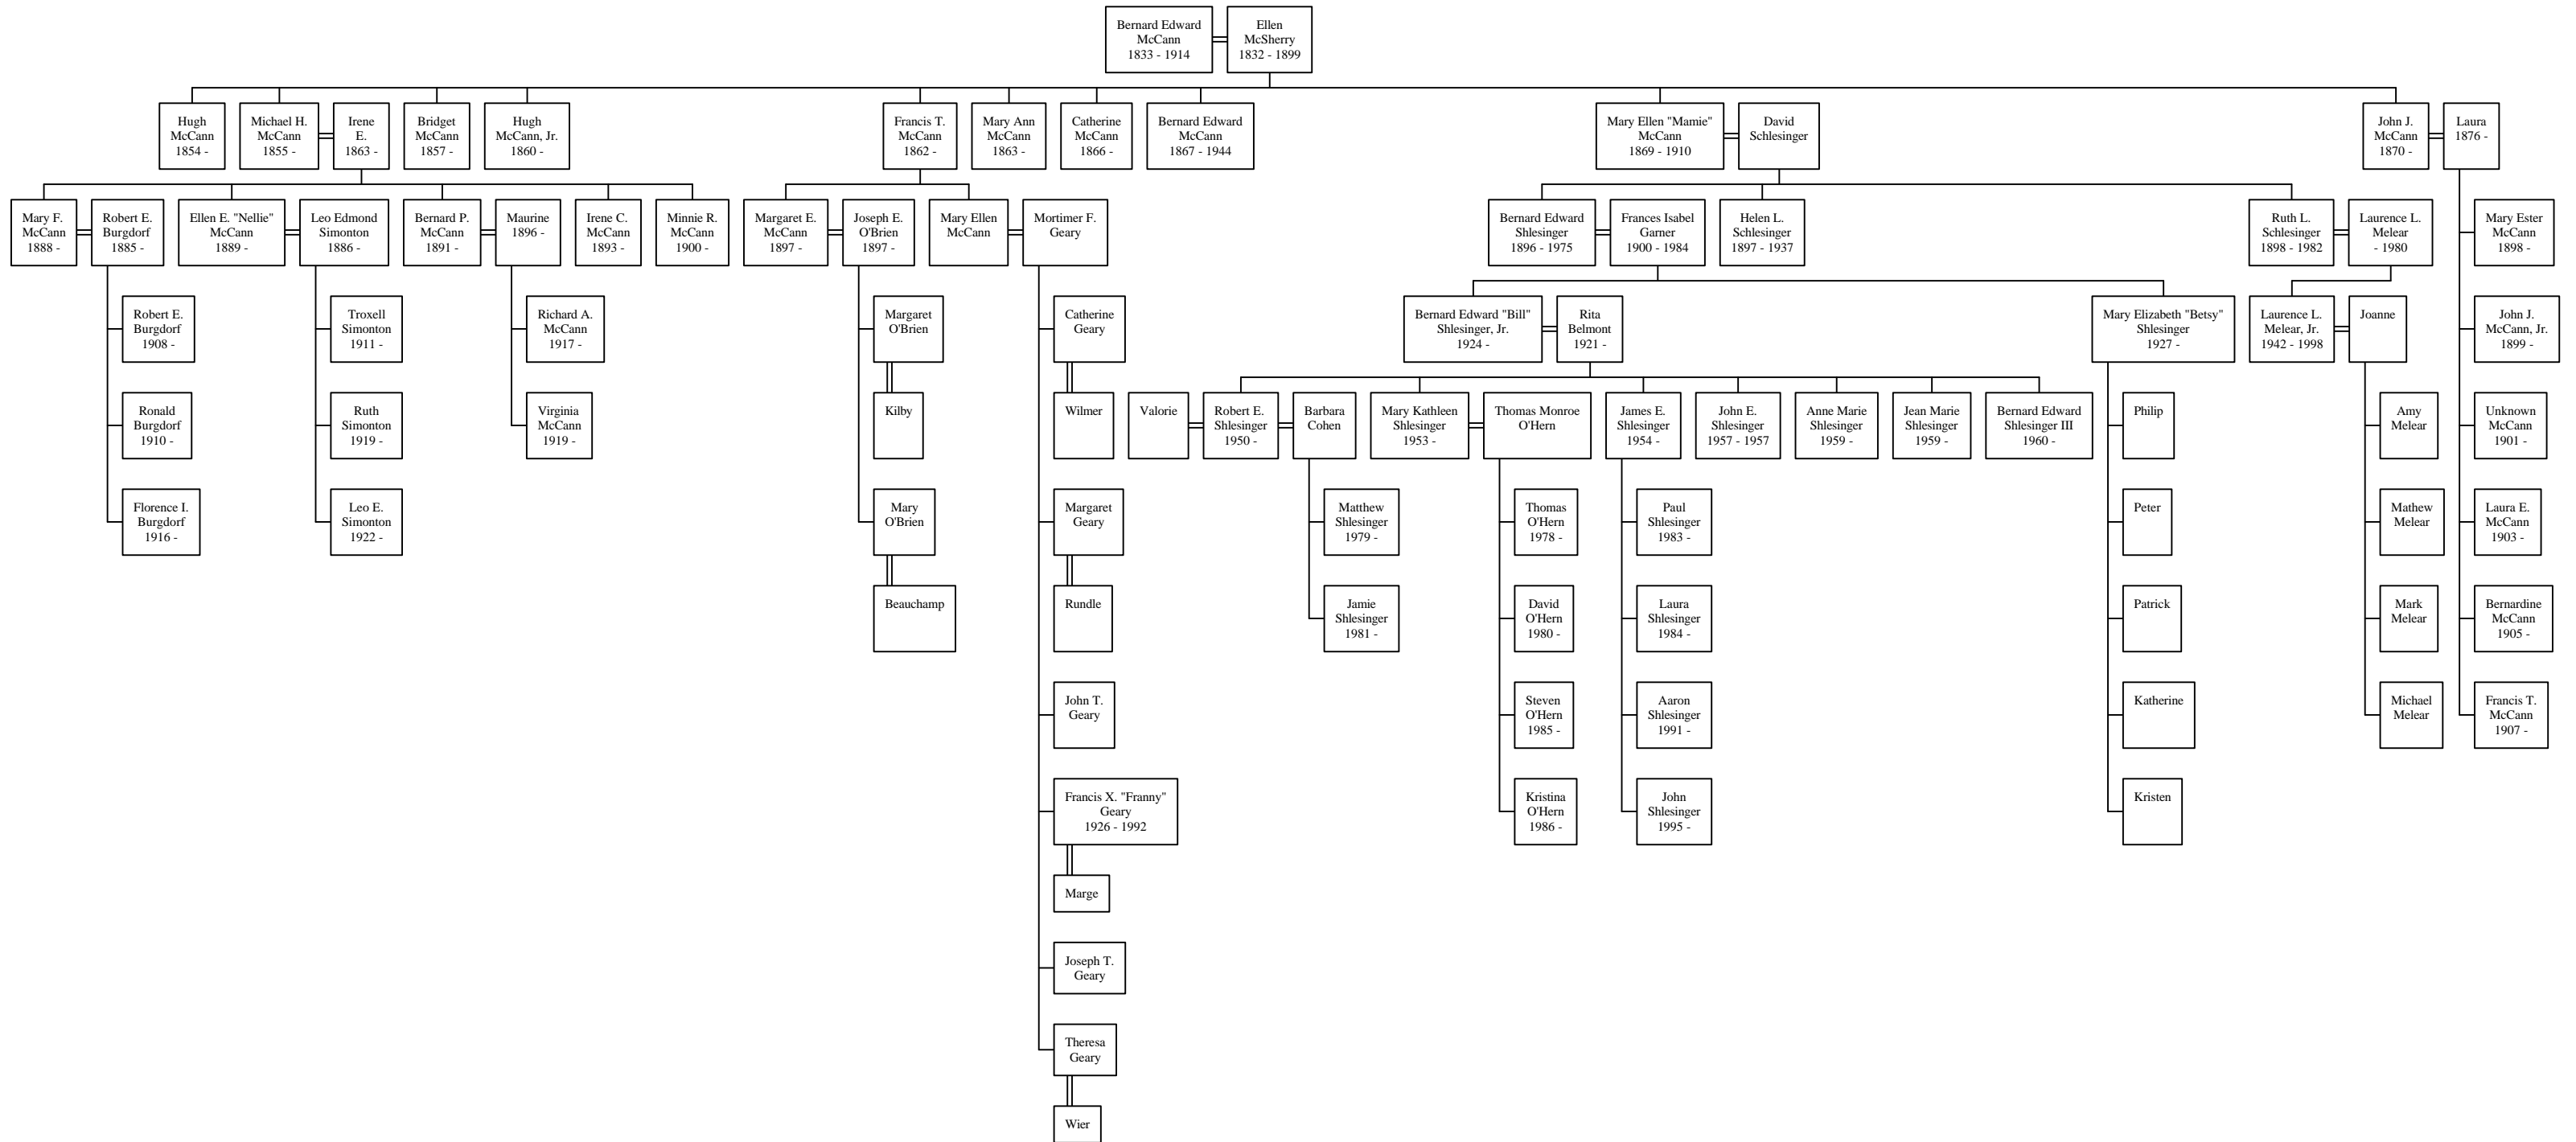 Bernard Edward
McCann
1833 - 1914
Ellen
McSherry
1832 - 1899
Hugh
McCann
1854 -
Michael H.
McCann
1855 -
Irene
E.
1863 -
Bridget
McCann
1857 -
Hugh
McCann, Jr.
1860 -
Francis T.
McCann
1862 -
Mary Ann
McCann
1863 -
Catherine
McCann
1866 -
Bernard Edward
McCann
1867 - 1944
Mary Ellen "Mamie"
McCann
1869 - 1910
David
Schlesinger
John J.
McCann
1870 -
Laura
1876 -
Mary F.
McCann
1888 -
Robert E.
Burgdorf
1885 -
Ellen E. "Nellie"
McCann
1889 -
Leo Edmond
Simonton
1886 -
Bernard P.
McCann
1891 -
Maurine
1896 -
Irene C.
McCann
1893 -
Minnie R.
McCann
1900 -
Margaret E.
McCann
1897 -
Joseph E.
O'Brien
1897 -
Mary Ellen
McCann
Mortimer F.
Geary
Bernard Edward
Shlesinger
1896 - 1975
Frances Isabel
Garner
1900 - 1984
Helen L.
Schlesinger
1897 - 1937
Ruth L.
Schlesinger
1898 - 1982
Laurence L.
Melear
- 1980
Mary Ester
McCann
1898 -
Robert E.
Burgdorf
1908 -
Troxell
Simonton
1911 -
Richard A.
McCann
1917 -
Margaret
O'Brien
Catherine
Geary
Bernard Edward "Bill"
Shlesinger, Jr.
1924 -
Rita
Belmont
1921 -
Mary Elizabeth "Betsy"
Shlesinger
1927 -
Laurence L.
Melear, Jr.
1942 - 1998
Joanne
John J.
McCann, Jr.
1899 -
Ronald
Burgdorf
1910 -
Ruth
Simonton
1919 -
Virginia
McCann
1919 -
Kilby
Wilmer
Valorie
Robert E.
Shlesinger
1950 -
Barbara
Cohen
Mary Kathleen
Shlesinger
1953 -
Thomas Monroe
O'Hern
James E.
Shlesinger
1954 -
John E.
Shlesinger
1957 - 1957
Anne Marie
Shlesinger
1959 -
Jean Marie
Shlesinger
1959 -
Bernard Edward
Shlesinger III
1960 -
Philip
Amy
Melear
Unknown
McCann
1901 -
Florence I.
Burgdorf
1916 -
Leo E.
Simonton
1922 -
Mary
O'Brien
Margaret
Geary
Matthew
Shlesinger
1979 -
Thomas
O'Hern
1978 -
Paul
Shlesinger
1983 -
Peter
Mathew
Melear
Laura E.
McCann
1903 -
Beauchamp
Rundle
Jamie
Shlesinger
1981 -
David
O'Hern
1980 -
Laura
Shlesinger
1984 -
Patrick
Mark
Melear
Bernardine
McCann
1905 -
John T.
Geary
Steven
O'Hern
1985 -
Aaron
Shlesinger
1991 -
Katherine
Michael
Melear
Francis T.
McCann
1907 -
Francis X. "Franny"
Geary
1926 - 1992
Kristina
O'Hern
1986 -
John
Shlesinger
1995 -
Kristen
Marge
Joseph T.
Geary
Theresa
Geary
Wier